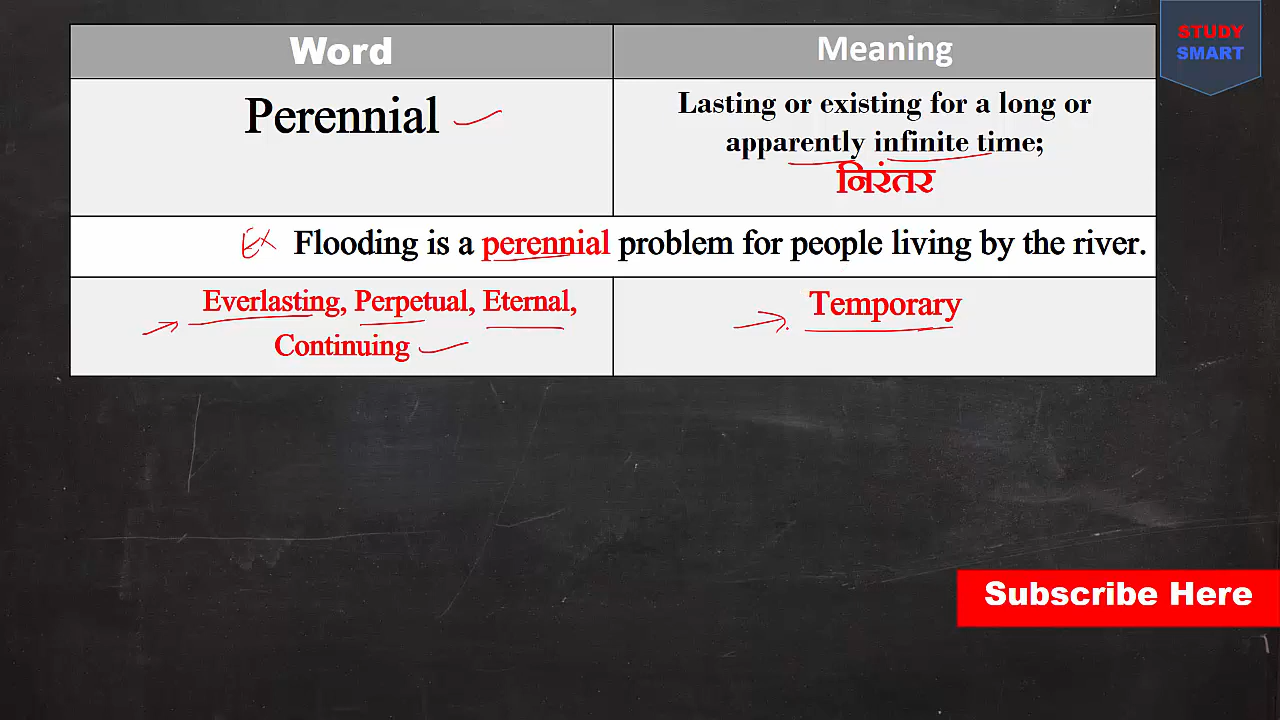 STUDY
SMART
Word
Meaning
Perennial
Lasting or existing for a long or
apparently infinite time;
निरंतर
Ex Flooding is a perennial problem for people living by the river.
Everlasting, Perpetual, Eternal,
Continuing
Temporary
Subscribe Here